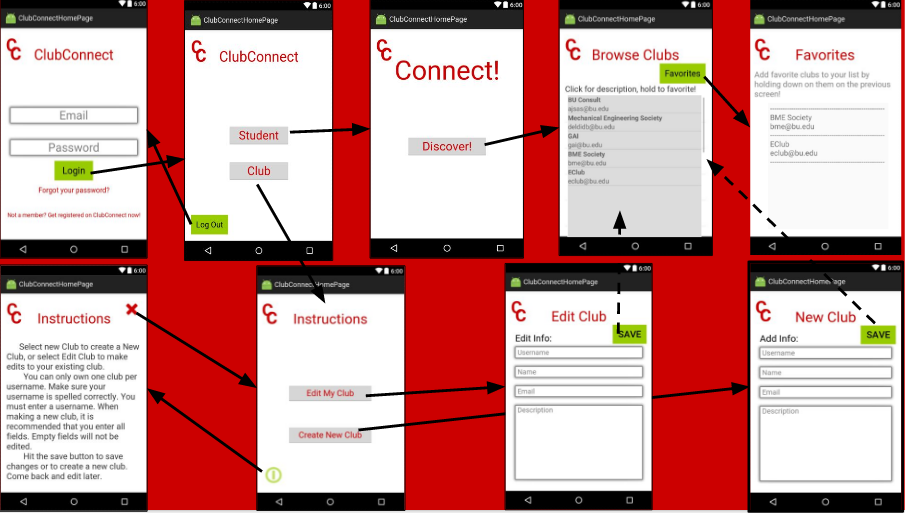 6:00
ClubConnectHomePage
CC
ClubConnect
Email
Password
Login
Forgot your password?
Not a member? Get registered on ClubConnect now!
6:00
ClubConnectHomePage
CC
ClubConnect
Student
Club
Log Out
6:00
ClubConnectHomePage
CC
Connect!
Discover!
6:00
ClubConnectHomePage
CC
Browse Clubs
Favorites
Click for description, hold to favorite!
BU Consult
ajsas@bu.edu
Mechanical Engineering Society
deldidb@bu.edu
GAI
gai@bu.edu
BME Society
bme@bu.edu
EClub
eclub@bu.edu
6:00
ClubConnectHomePage
CC
Favorites
Add favorite clubs to your list by
holding down on them on the previous
screen!
BME Society
bme@bu.edu
EClub
eclub@bu.edu
6:00
ClubConnectHomePage
CC
Instructions
Select new Club to create a New
Club, or select Edit Club to make
edits to your existing club.
You can only own one club per
username. Make sure your
username is spelled correctly. You
must enter a username. When
making a new club, it is
recommended that you enter all
fields. Empty fields will not be
edited.
Hit the save button to save
changes or to create a new club.
Come back and edit later.
6:00
ClubConnectHomePage
CC
Instructions
Edit My Club
Create New Club
6:00
ClubConnectHomePage
CC
Edit Club
SAVE
Edit Info:
Username
Name
Email
Description
6:00
ClubConnectHomePage
CC
New Club
SAVE
Add Info:
Username
Name
Email
Description